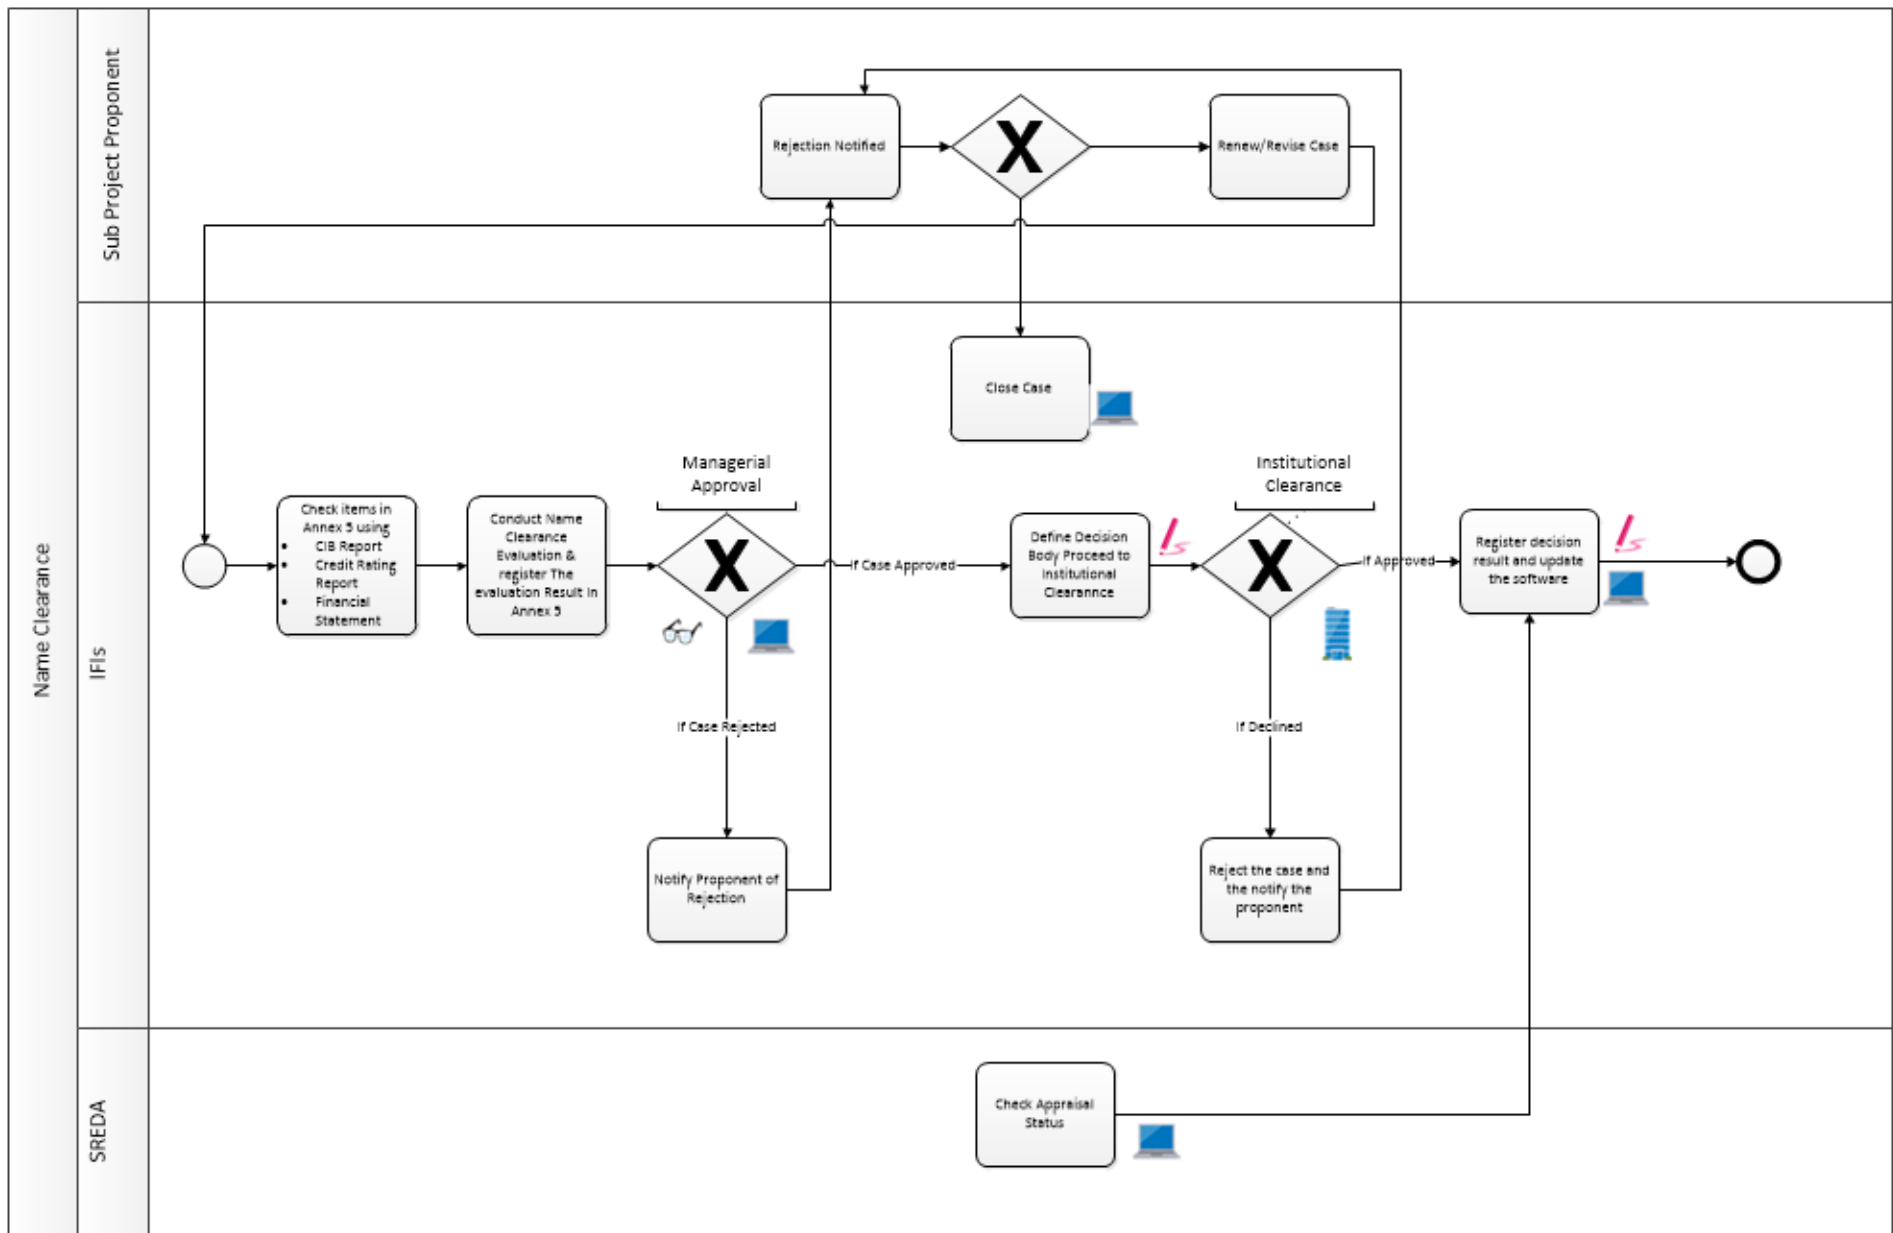 Name Clearance
Sub Project Proponent
Rejection Notified
X
Renew/Revise Case
IFIs
Close Case
Managerial
Approval
Institutional
Clearance
Check items in
Annex 5 using
• CIB Report
• Credit Rating
Report
• Financial
Statement
Conduct Name
Clearance
Evaluation &
register The
evaluation Result in
Annex 5
X
If Case Approved
Define Decision
Body Proceed to
Institutional
Clearannce
X
If Approved
Register decision
result and update
the software
If Case Rejected
If Declined
Notify Proponent of
Rejection
Reject the case and
the notify the
proponent
SREDA
Check Appraisal
Status